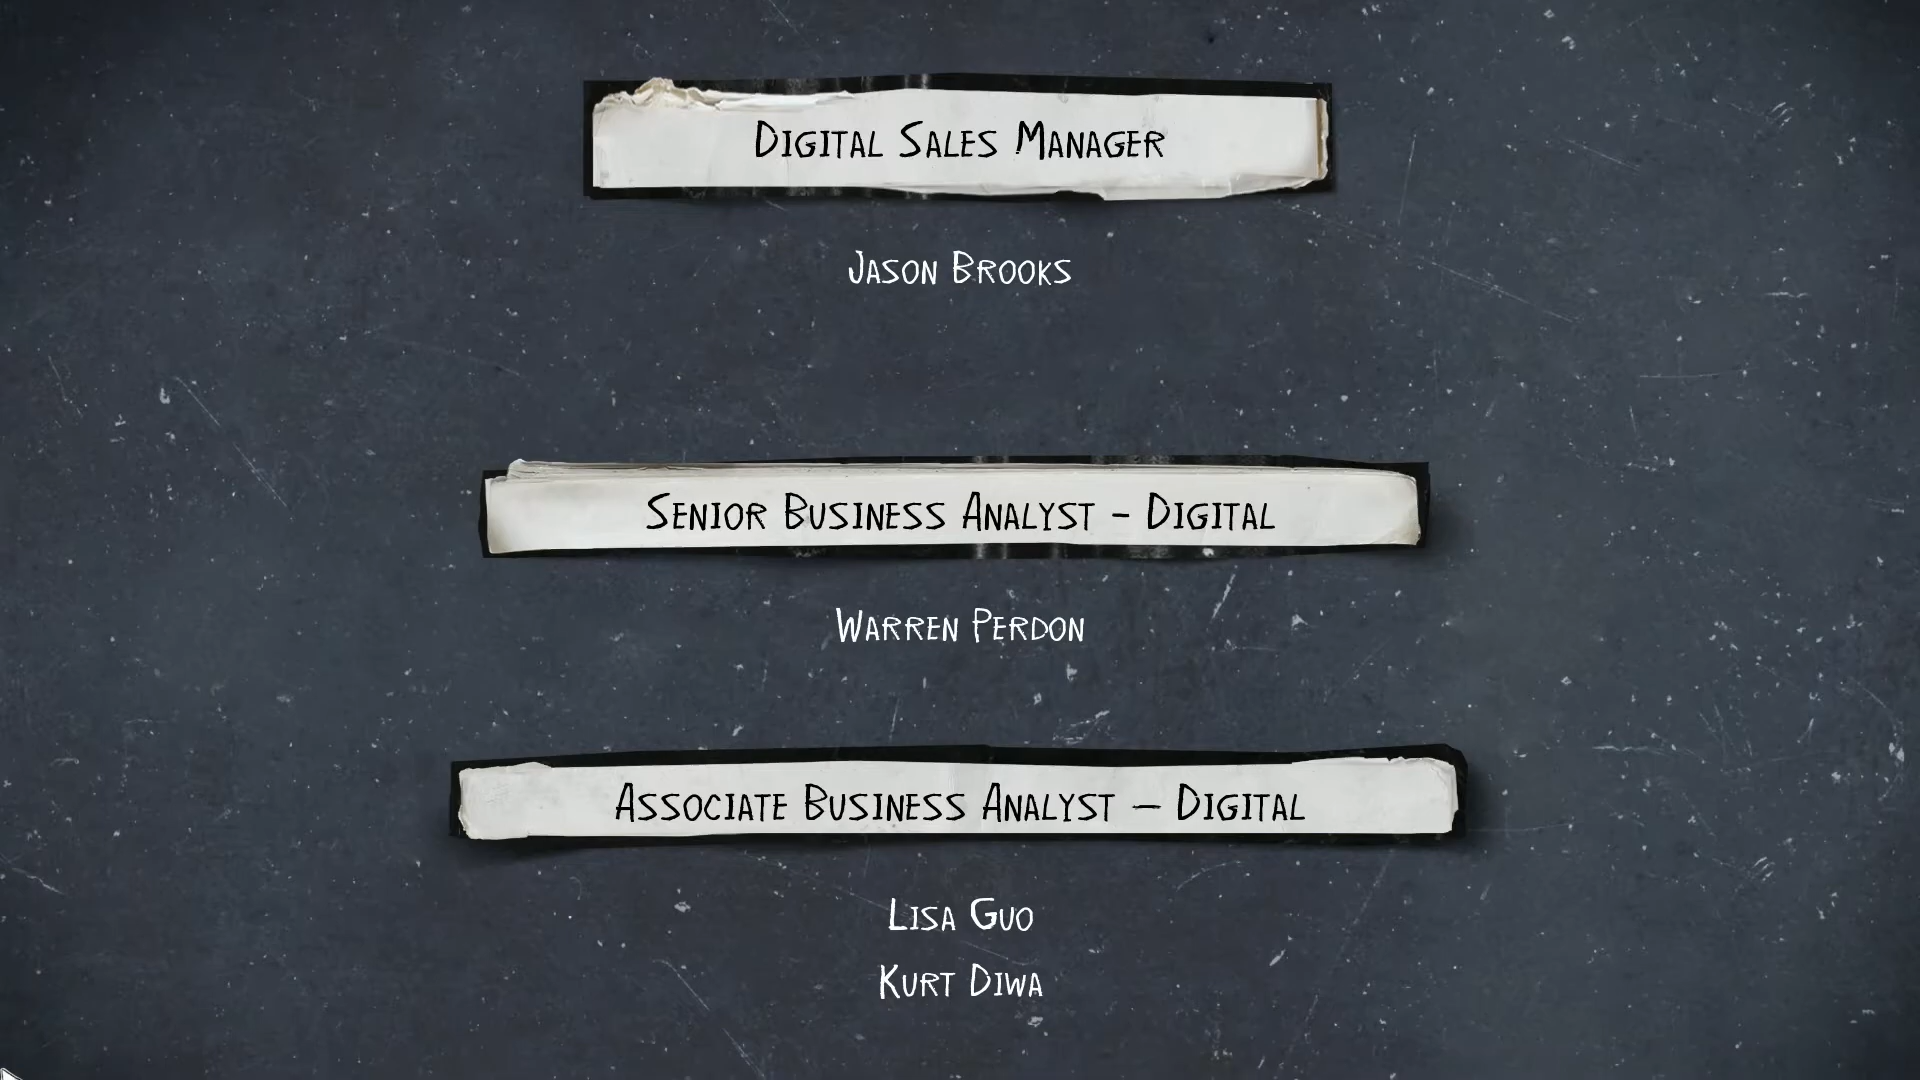 Digital Sales Manager
Jason Brooks
Senior Business Analyst - Digital
Warren Perdon
Associate Business Analyst – Digital
Lisa Guo
Kurt Diwa